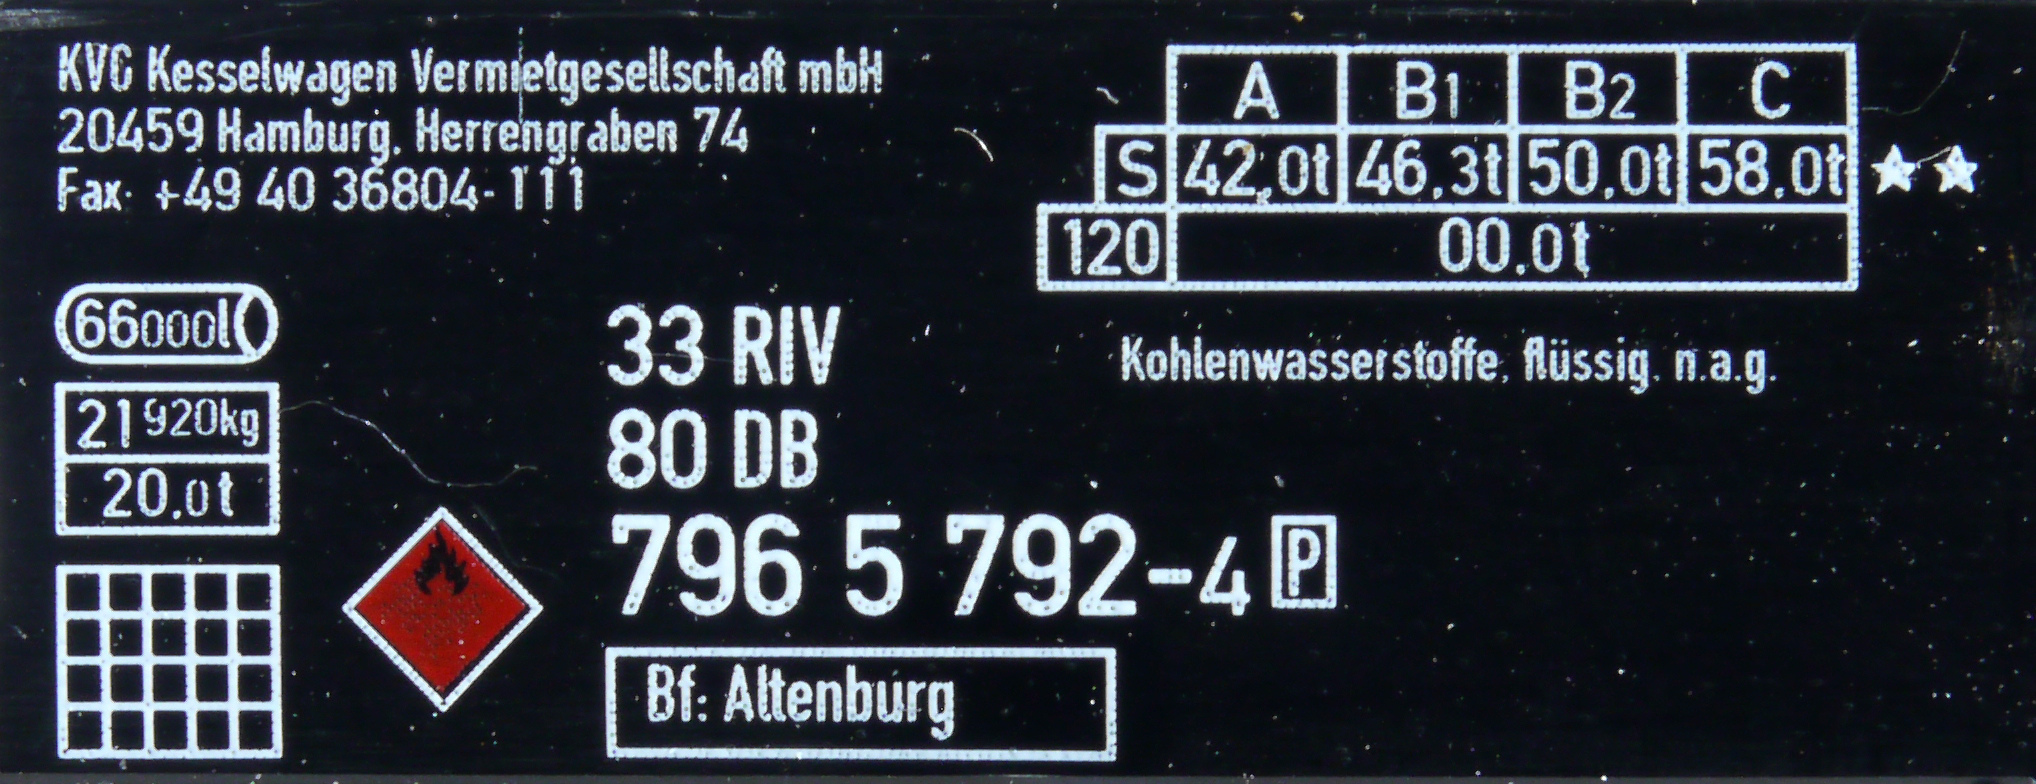 KVG Kesselwagen Vermietgesellschaft mbH
20459 Hamburg, Herrengraben 74
Fax: +49 40 36804-111
A B1 B2 C
S 42,0t 46,3t 50,0t 58,0t ★★
120 00,0t
66000l
33 RIV
Kohlenwasserstoffe, flüssig, n.a.g.
21920kg
80 DB
20,0t
796 5 792-4 P
Bf: Altenburg